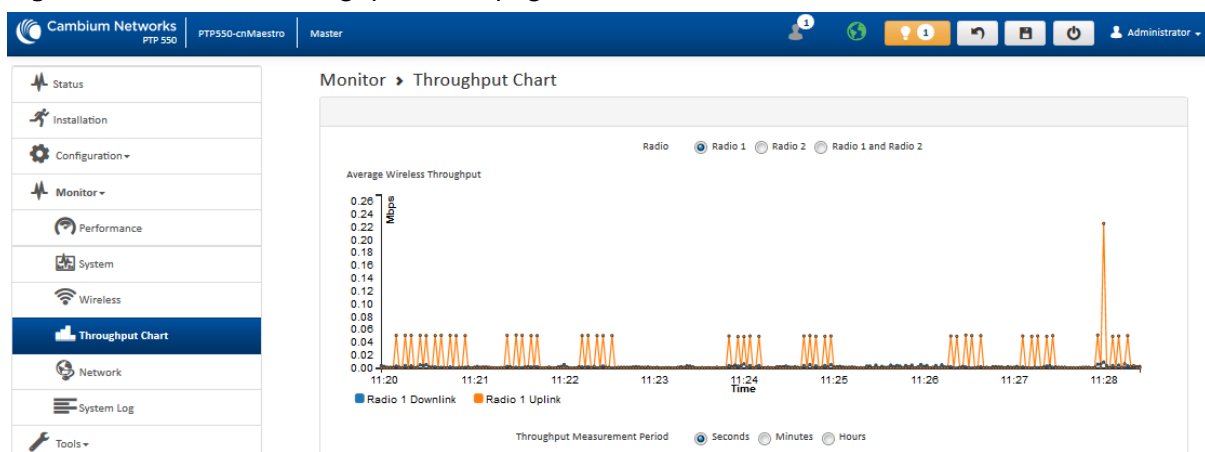 Cambium Networks
PTP 550
PTP550-cnMaestro
Master
1
1
Administrator
Status
Installation
Configuration
Monitor
Performance
System
Wireless
Throughput Chart
Network
System Log
Tools
Monitor > Throughput Chart
Radio Radio 1 Radio 2 Radio 1 and Radio 2
Average Wireless Throughput
Mbps
0.26
0.24
0.22
0.20
0.18
0.16
0.14
0.12
0.10
0.08
0.06
0.04
0.02
0.00
11:20 11:21 11:22 11:23 11:24 11:25 11:26 11:27 11:28
Time
Radio 1 Downlink Radio 1 Uplink
Throughput Measurement Period Seconds Minutes Hours